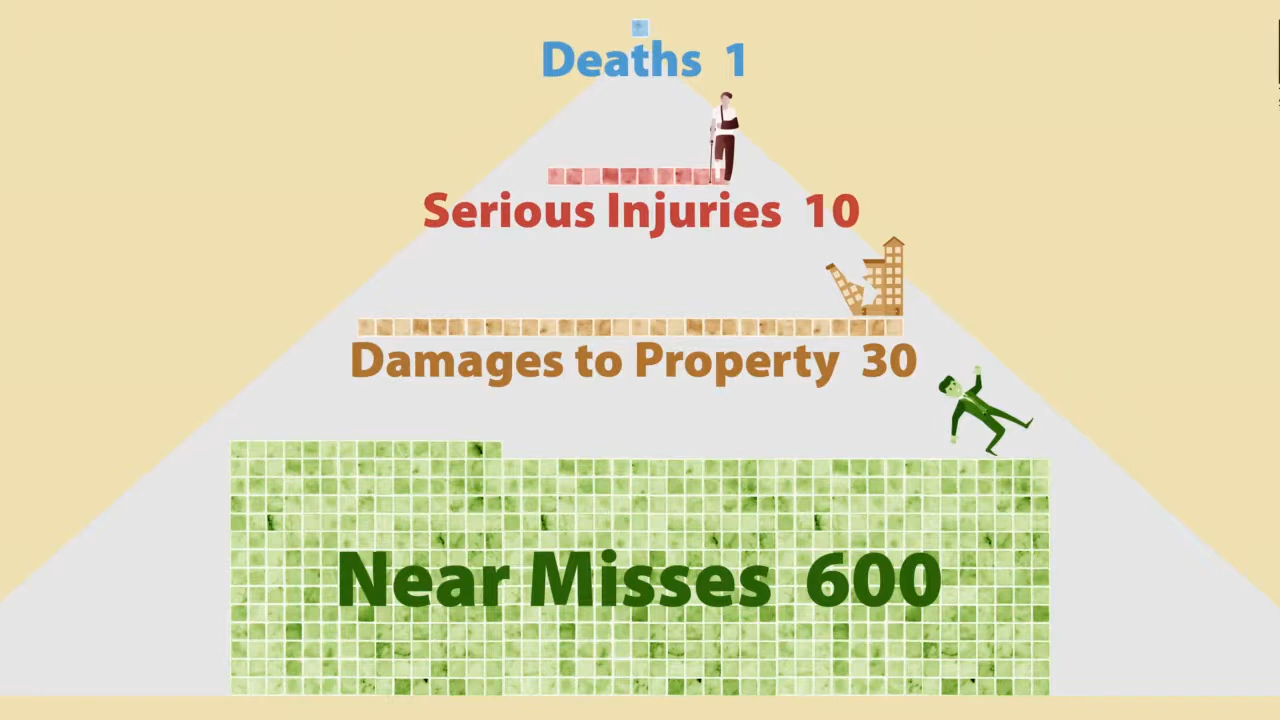 Deaths 1
Serious Injuries 10
Damages to Property 30
Near Misses 600